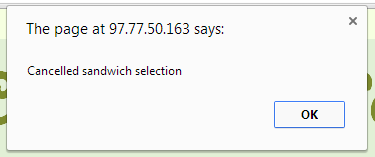 The page at 97.77.50.163 says:
Cancelled sandwich selection
OK